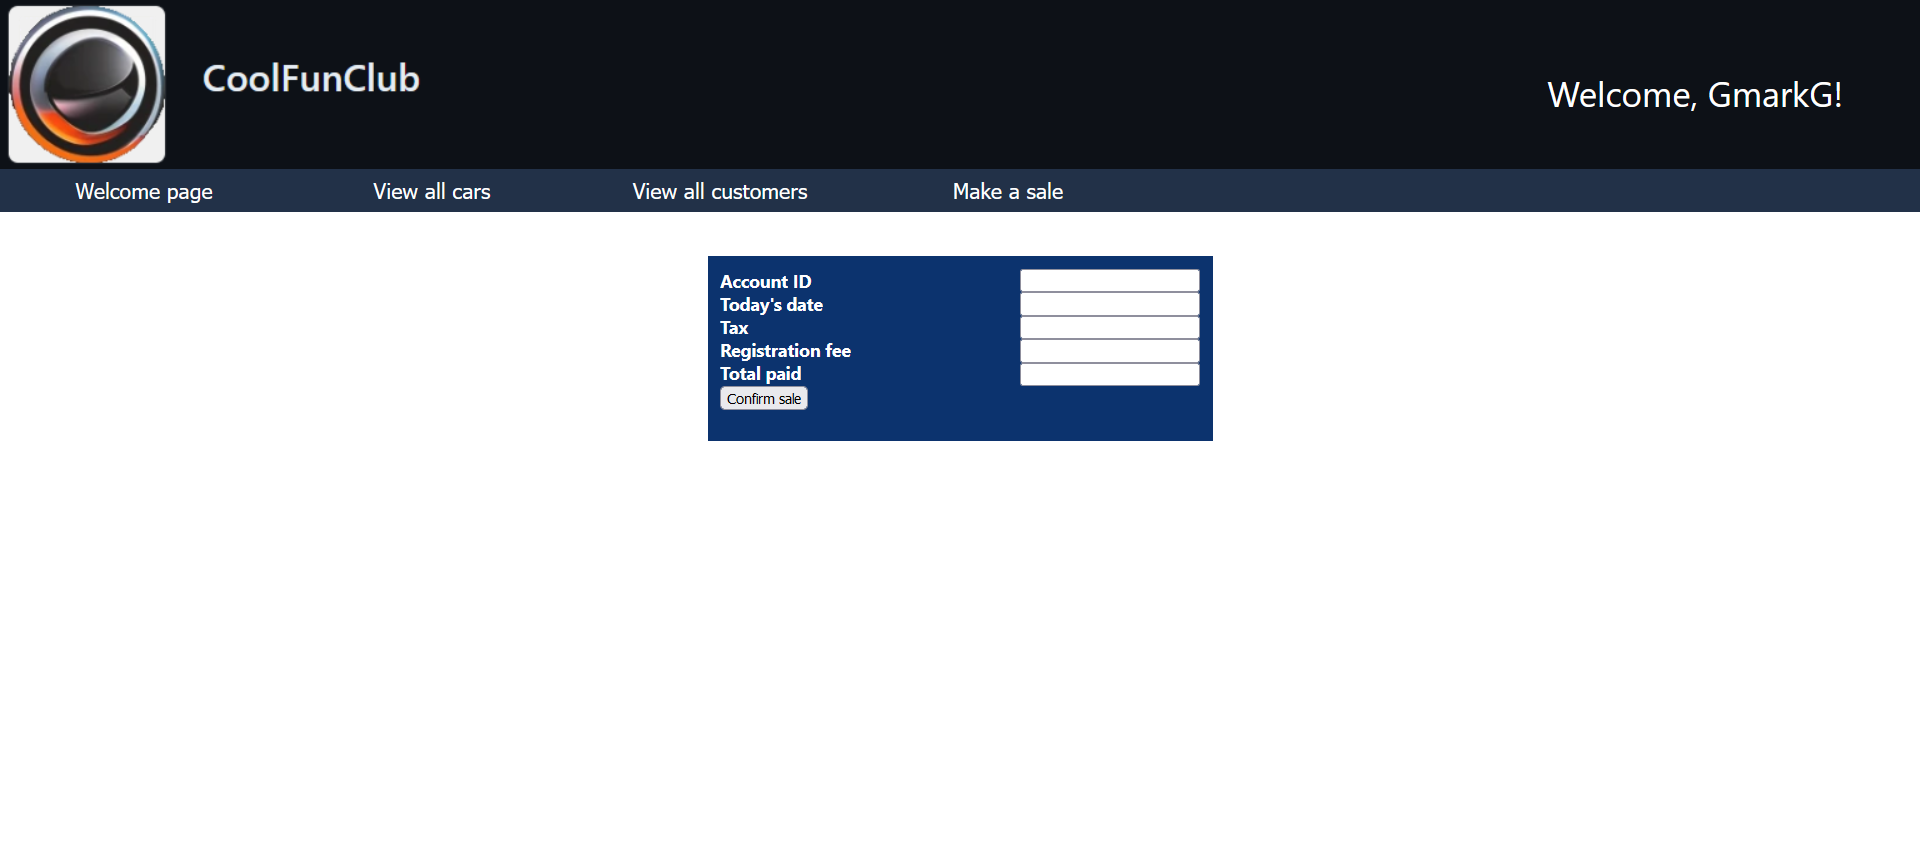 CoolFunClub
Welcome, GmarkG!
Welcome page View all cars View all customers Make a sale
Account ID
Today's date
Tax
Registration fee
Total paid
Confirm sale